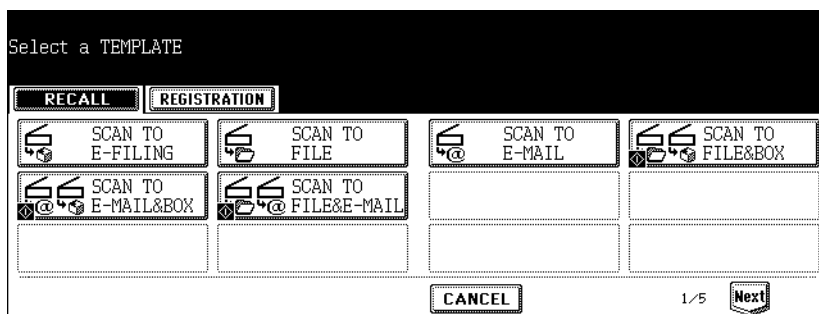 Select a TEMPLATE
RECALL REGISTRATION
SCAN TO SCAN TO SCAN TO SCAN TO
E-FILING FILE @ E-MAIL FILE&BOX
SCAN TO SCAN TO
@ E-MAIL&BOX @ FILE&E-MAIL
CANCEL 1/5 Next